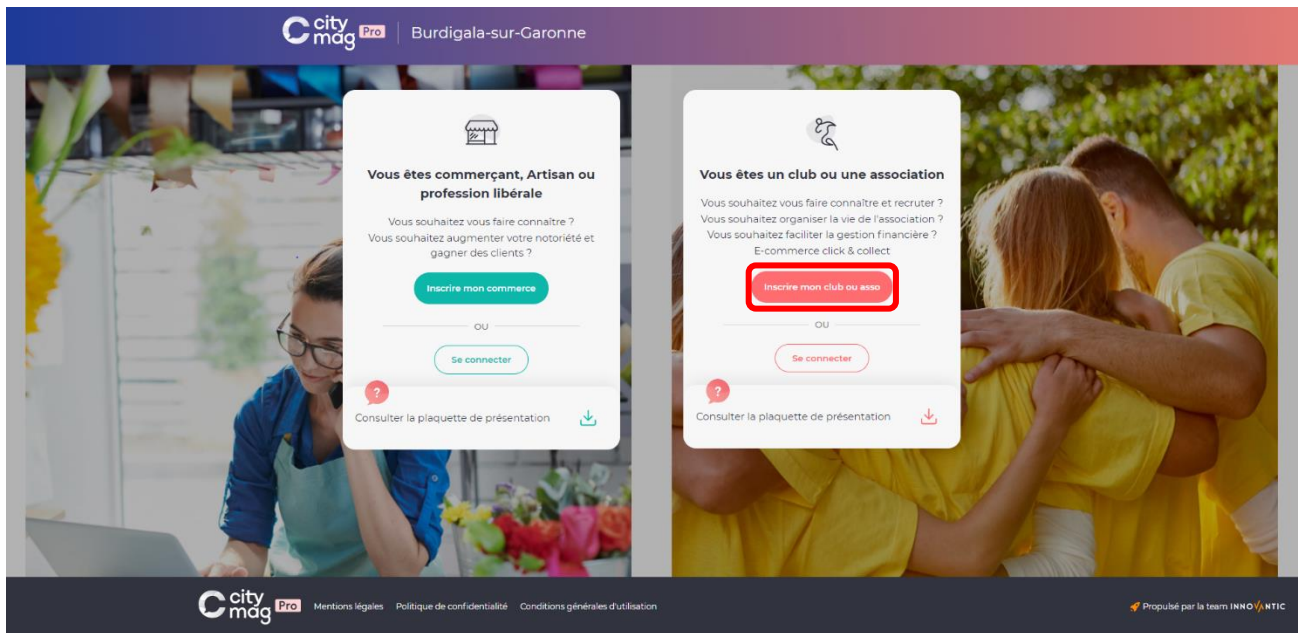 city
mag Pro
Burdigala-sur-Garonne
Vous êtes commerçant, Artisan ou
profession libérale
Vous souhaitez vous faire connaître ?
Vous souhaitez augmenter votre notoriété et
gagner des clients ?
Inscrire mon commerce
OU
Se connecter
?
Consulter la plaquette de présentation
Vous êtes un club ou une association
Vous souhaitez vous faire connaître et recruter ?
Vous souhaitez organiser la vie de l'association ?
Vous souhaitez faciliter la gestion financière ?
E-commerce click & collect
Inscrire mon club ou asso
OU
Se connecter
?
Consulter la plaquette de présentation
city
mag Pro
Mentions légales Politique de confidentialité Conditions générales d'utilisation
Propulsé par la team INNOVANTIC